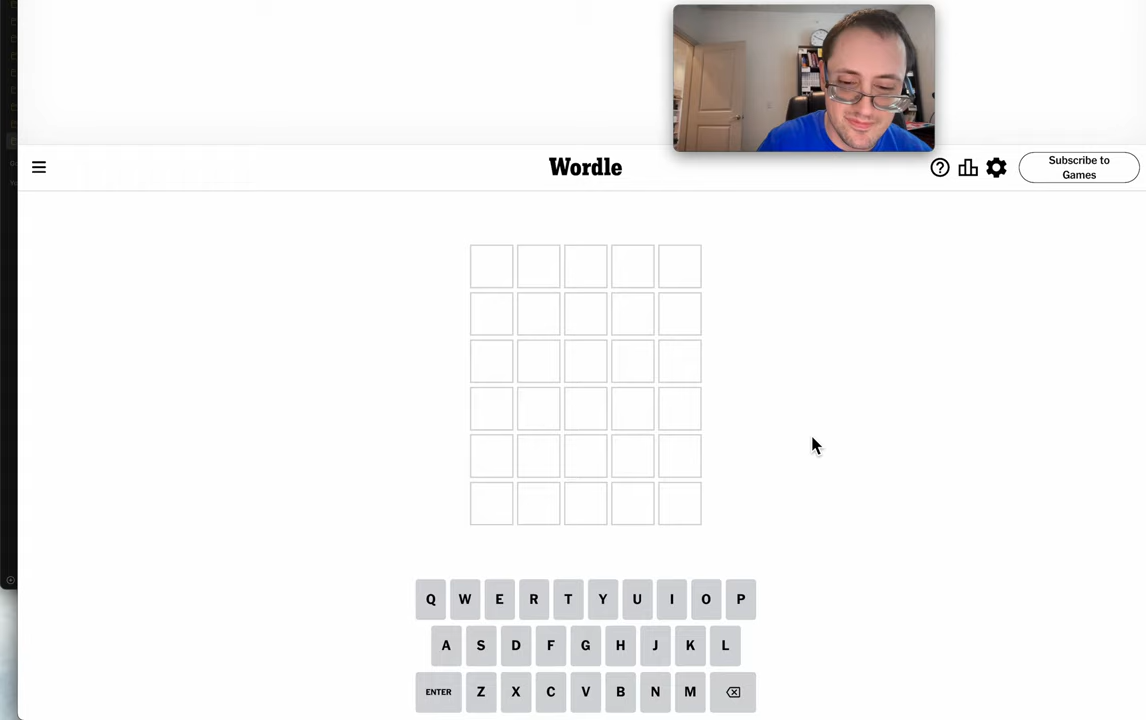 Wordle
Subscribe to
Games
Q W E R T Y U I O P
A S D F G H J K L
ENTER Z X C V B N M